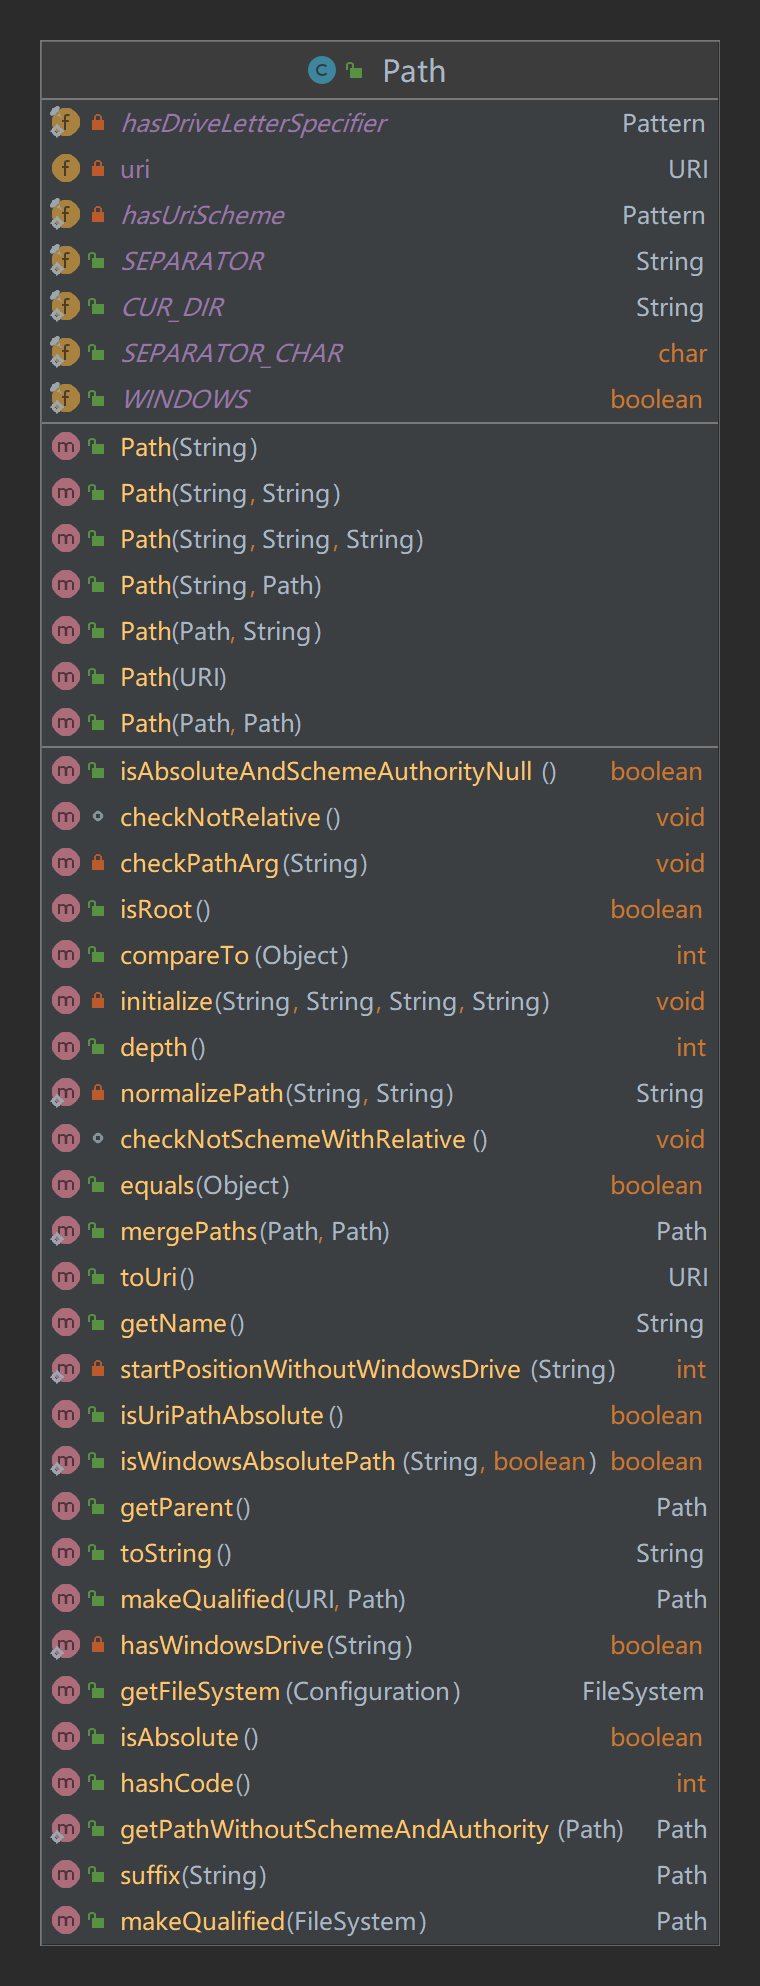 C Path
f hasDriveLetterSpecifier Pattern
f uri URI
f hasUriScheme Pattern
f SEPARATOR String
f CUR_DIR String
f SEPARATOR_CHAR char
f WINDOWS boolean
m Path(String)
m Path(String, String)
m Path(String, String, String)
m Path(String, Path)
m Path(Path, String)
m Path(URI)
m Path(Path, Path)
m isAbsoluteAndSchemeAuthorityNull () boolean
m checkNotRelative() void
m checkPathArg(String) void
m isRoot() boolean
m compareTo (Object) int
m initialize(String, String, String, String) void
m depth() int
m normalizePath(String, String) String
m checkNotSchemeWithRelative () void
m equals(Object) boolean
m mergePaths(Path, Path) Path
m toUri() URI
m getName() String
m startPositionWithoutWindowsDrive (String) int
m isUriPathAbsolute() boolean
m isWindowsAbsolutePath (String, boolean) boolean
m getParent() Path
m toString() String
m makeQualified(URI, Path) Path
m hasWindowsDrive(String) boolean
m getFileSystem (Configuration) FileSystem
m isAbsolute() boolean
m hashCode() int
m getPathWithoutSchemeAndAuthority (Path) Path
m suffix(String) Path
m makeQualified(FileSystem) Path